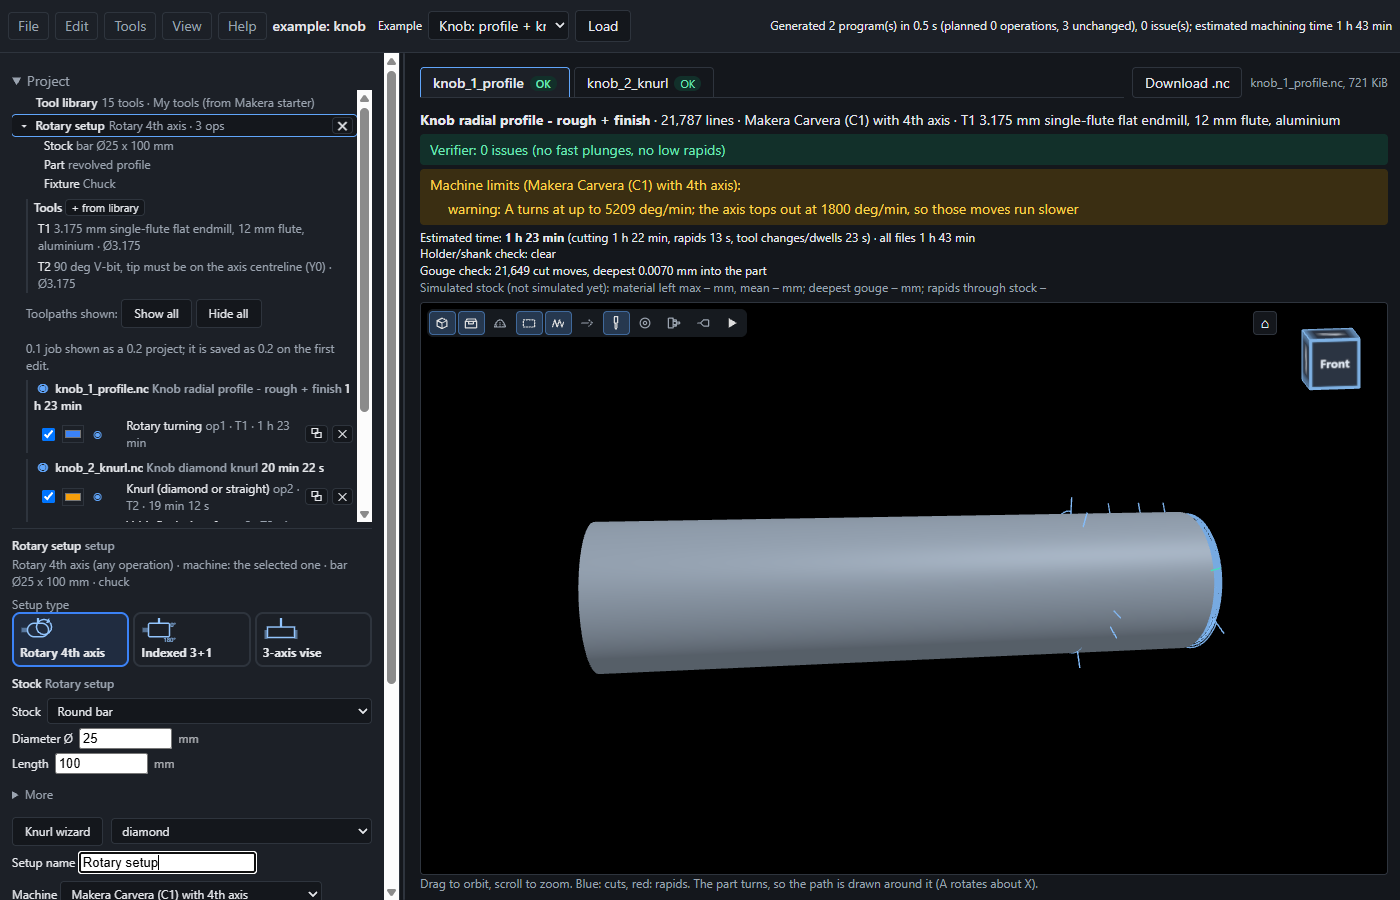 File Edit Tools View Help example: knob Example Knob: profile + kr Load Generated 2 program(s) in 0.5 s (planned 0 operations, 3 unchanged), 0 issue(s); estimated machining time 1 h 43 min
Project
Tool library 15 tools · My tools (from Makera starter)
Rotary setup Rotary 4th axis · 3 ops
Stock bar Ø25 x 100 mm
Part revolved profile
Fixture Chuck
Tools + from library
T1 3.175 mm single-flute flat endmill, 12 mm flute,
aluminium · Ø3.175
T2 90 deg V-bit, tip must be on the axis centreline (Y0) ·
Ø3.175
Toolpaths shown: Show all Hide all
0.1 job shown as a 0.2 project; it is saved as 0.2 on the first
edit.
knob_1_profile.nc Knob radial profile - rough + finish 1
h 23 min
Rotary turning op1 · T1 · 1 h 23
min
knob_2_knurl.nc Knob diamond knurl 20 min 22 s
Knurl (diamond or straight) op2 ·
T2 · 19 min 12 s
Rotary setup setup
Rotary 4th axis (any operation) · machine: the selected one · bar
Ø25 x 100 mm · chuck
Setup type
Rotary 4th axis Indexed 3+1 3-axis vise
Stock Rotary setup
Stock Round bar
Diameter Ø 25 mm
Length 100 mm
More
Knurl wizard diamond
Setup name Rotary setup
Machine Makera Carvera (C1) with 4th axis
knob_1_profile OK knob_2_knurl OK Download .nc knob_1_profile.nc, 721 KiB
Knob radial profile - rough + finish · 21,787 lines · Makera Carvera (C1) with 4th axis · T1 3.175 mm single-flute flat endmill, 12 mm flute, aluminium
Verifier: 0 issues (no fast plunges, no low rapids)
Machine limits (Makera Carvera (C1) with 4th axis):
warning: A turns at up to 5209 deg/min; the axis tops out at 1800 deg/min, so those moves run slower
Estimated time: 1 h 23 min (cutting 1 h 22 min, rapids 13 s, tool changes/dwells 23 s) · all files 1 h 43 min
Holder/shank check: clear
Gouge check: 21,649 cut moves, deepest 0.0070 mm into the part
Simulated stock (not simulated yet): material left max – mm, mean – mm; deepest gouge – mm; rapids through stock –
Front
Drag to orbit, scroll to zoom. Blue: cuts, red: rapids. The part turns, so the path is drawn around it (A rotates about X).